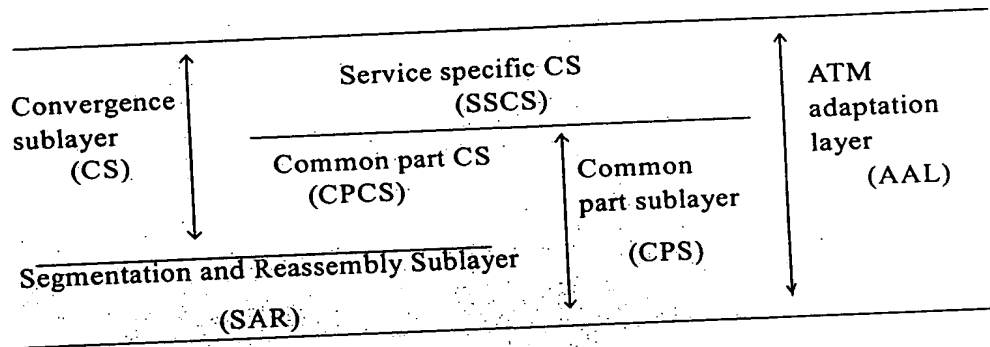 Service specific CS
(SSCS)
Convergence
sublayer
(CS)
ATM
adaptation
layer
(AAL)
Common part CS
(CPCS)
Common
part sublayer
(CPS)
Segmentation and Reassembly Sublayer
(SAR)